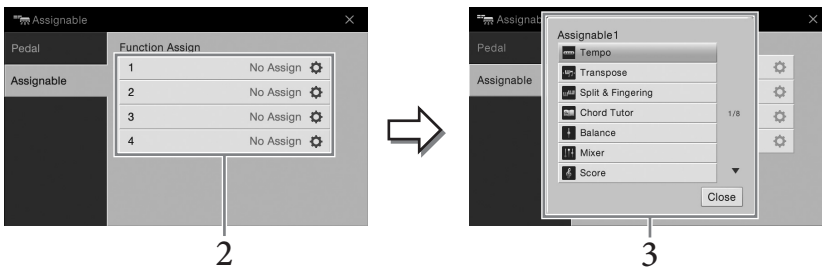 Assignable
Pedal
Function Assign
Assignable
1 No Assign
2 No Assign
3 No Assign
4 No Assign
2
Assignab
Pedal
Assignable
Assignable1
Tempo
Transpose
Split & Fingering
Chord Tutor
1/8
Balance
Mixer
Score
Close
3